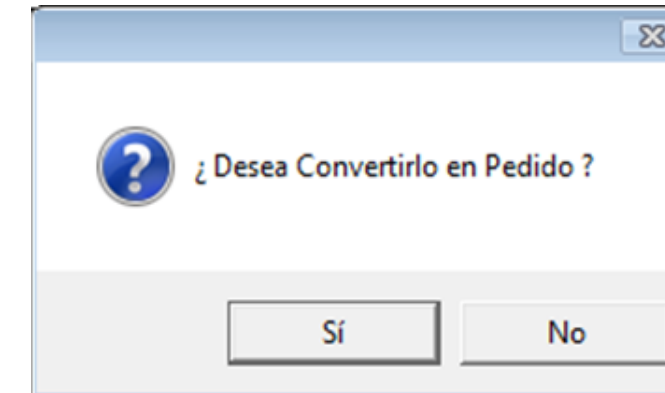 ¿ Desea Convertirlo en Pedido ?
Sí
No